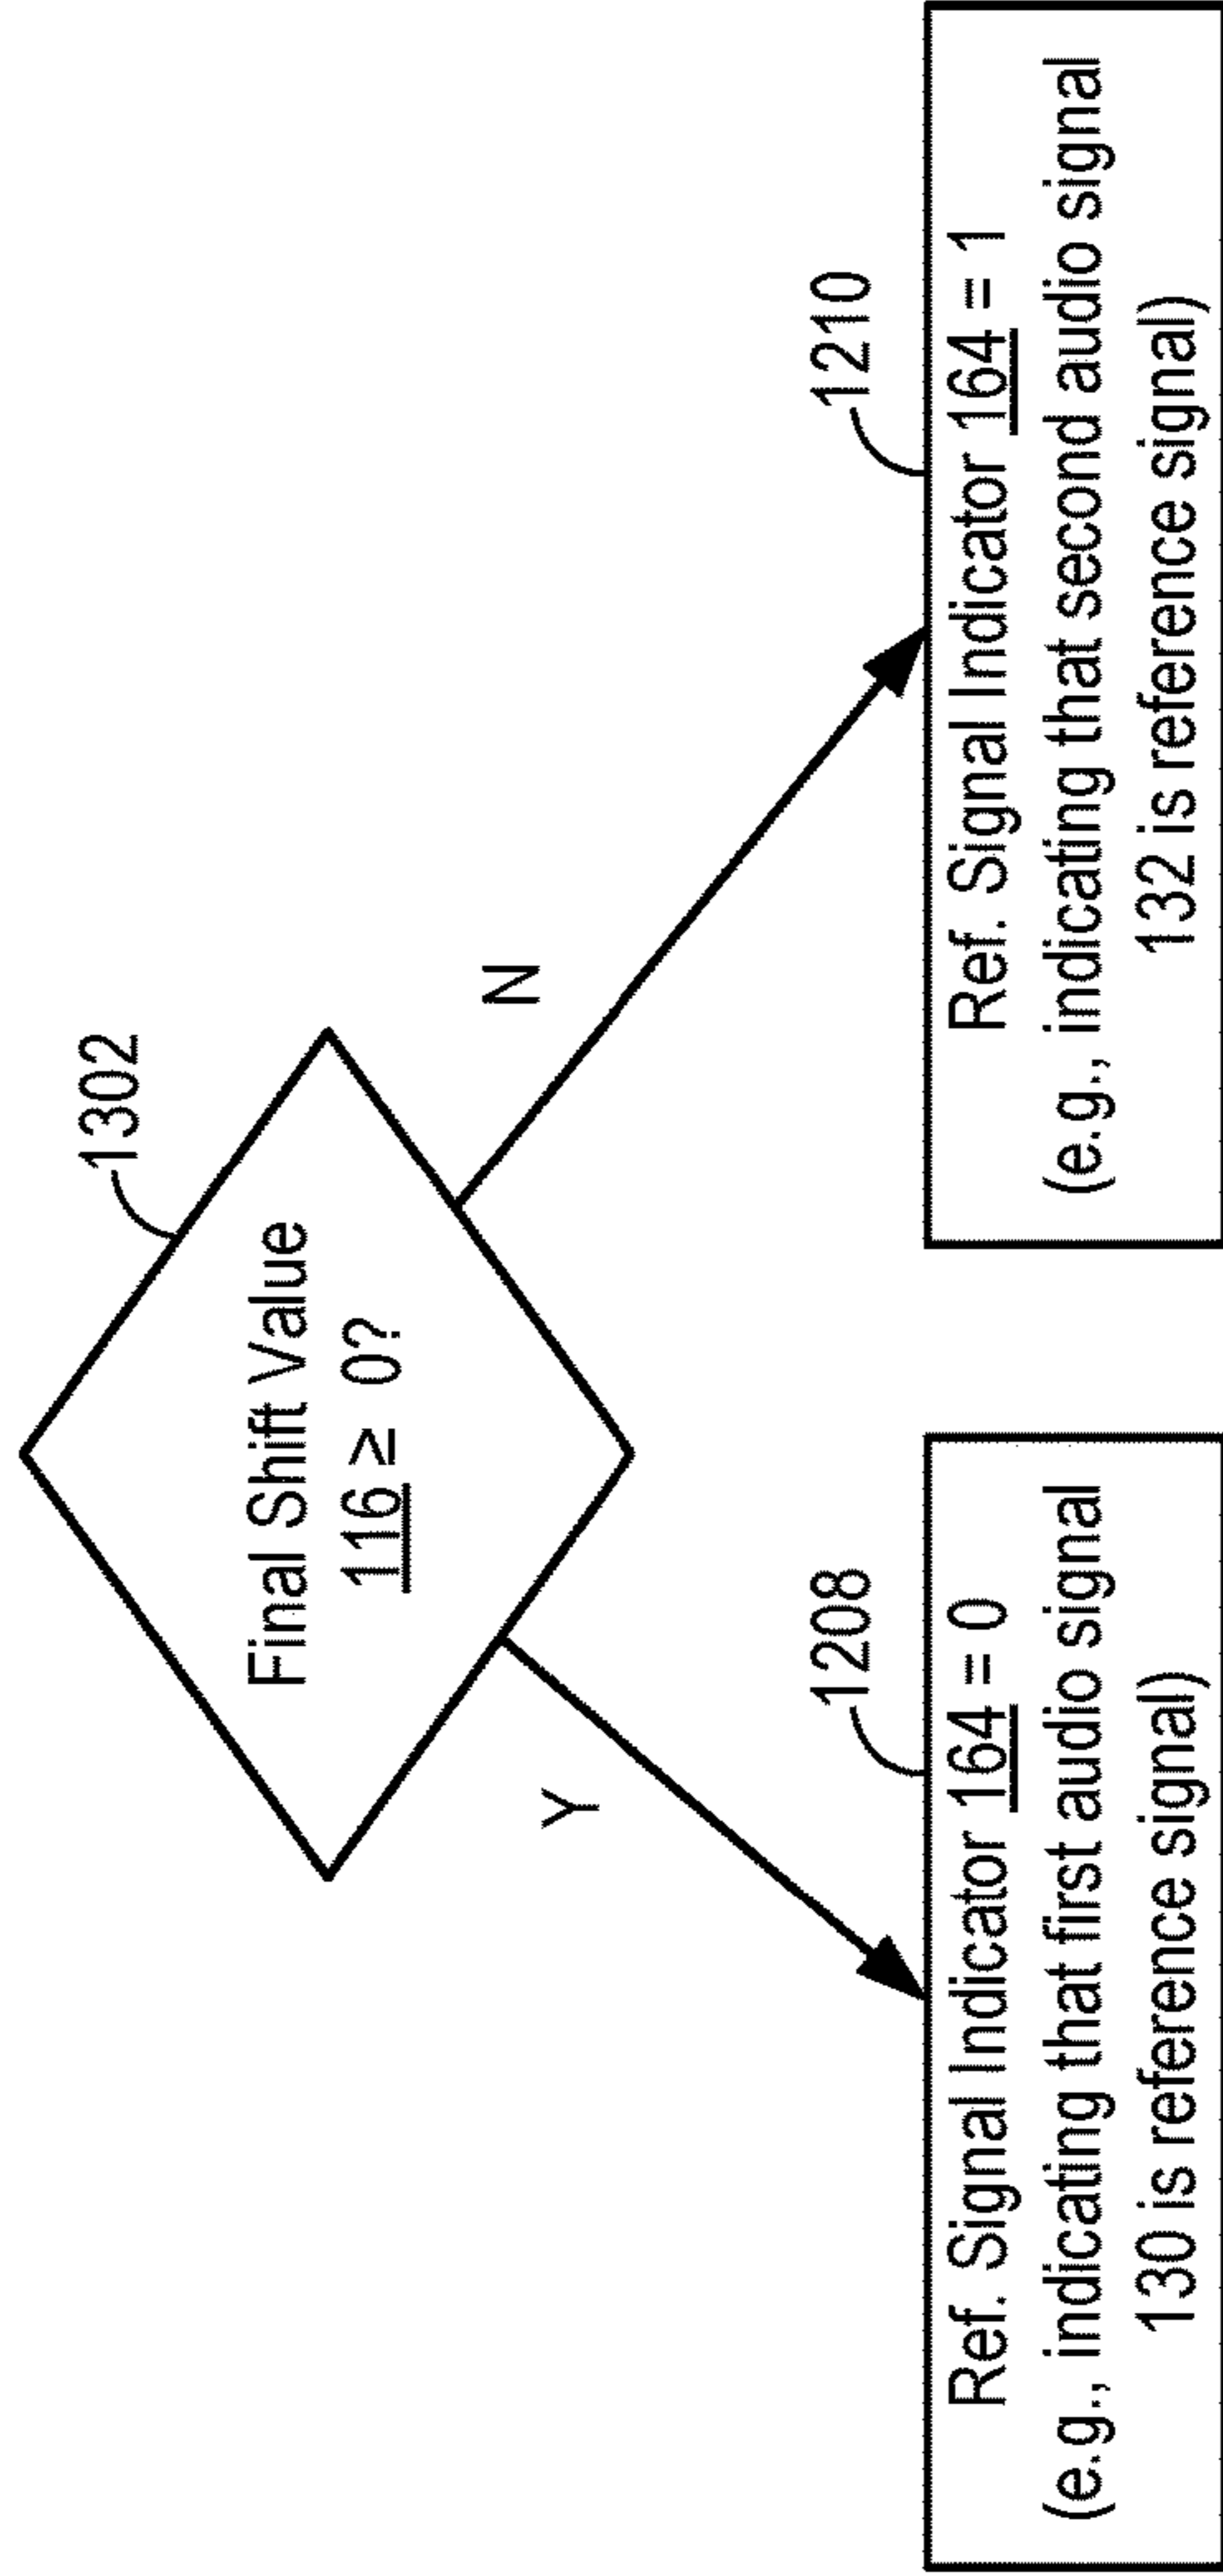 1302
Final Shift Value
116 ≥ 0?
Y
N
1208
Ref. Signal Indicator 164 = 0
(e.g., indicating that first audio signal
130 is reference signal)
1210
Ref. Signal Indicator 164 = 1
(e.g., indicating that second audio signal
132 is reference signal)